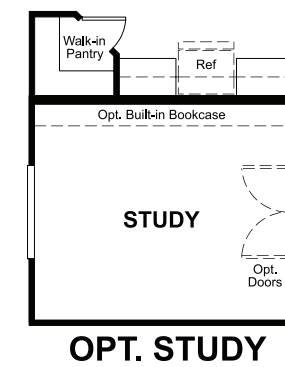 Walk-in
Pantry
Ref
Opt. Built-in Bookcase
STUDY
Opt.
Doors
OPT. STUDY